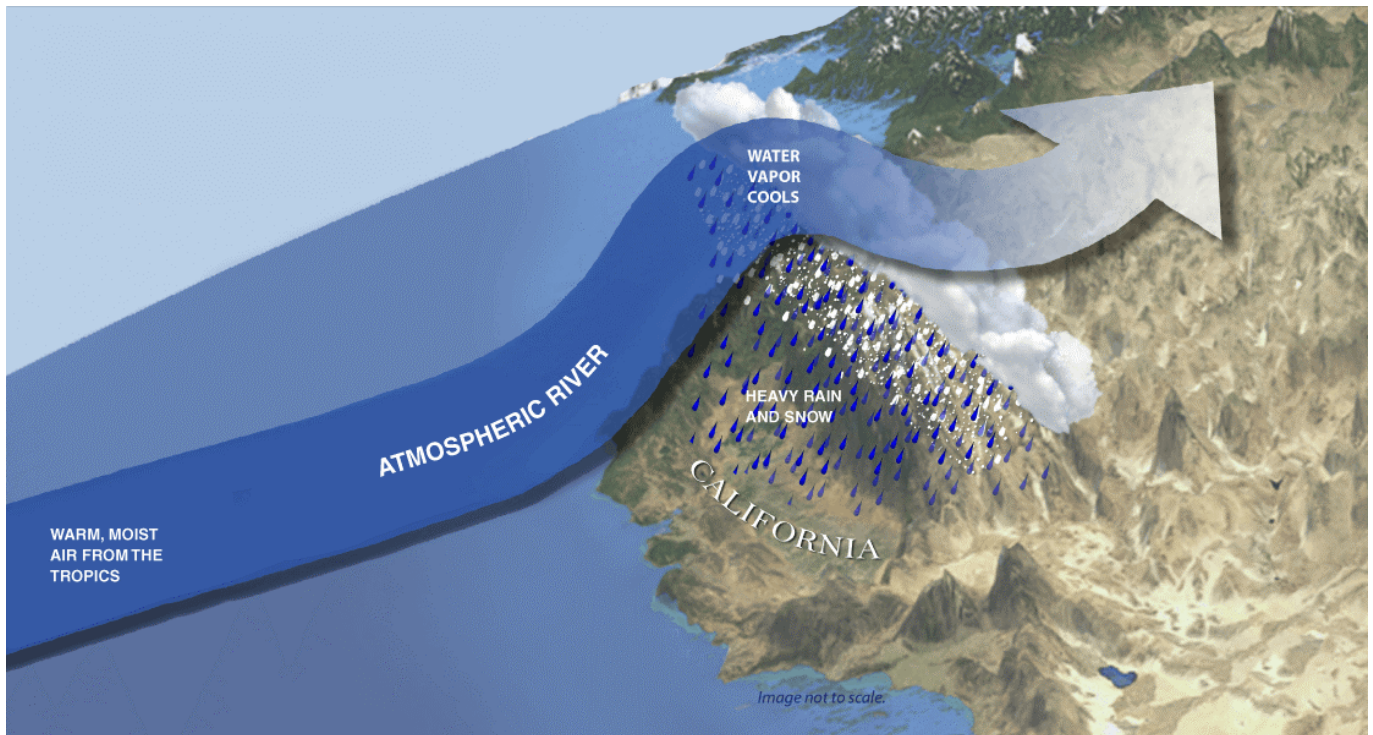 WATER
VAPOR
COOLS
ATMOSPHERIC RIVER
HEAVY RAIN
AND SNOW
CALIFORNIA
WARM, MOIST
AIR FROM THE
TROPICS
Image not to scale.